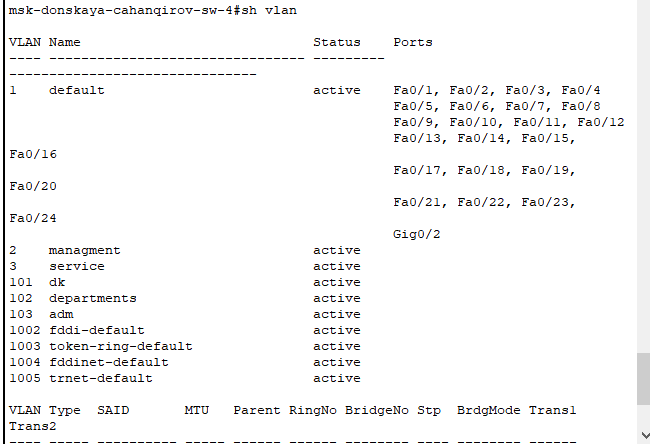 msk-donskaya-cahanqirov-sw-4#sh vlan
VLAN Name                             Status    Ports
---- -------------------------------- --------- 
-------------------------------
1    default                          active    Fa0/1, Fa0/2, Fa0/3, Fa0/4
                                                Fa0/5, Fa0/6, Fa0/7, Fa0/8
                                                Fa0/9, Fa0/10, Fa0/11, Fa0/12
                                                Fa0/13, Fa0/14, Fa0/15,
Fa0/16
                                                Fa0/17, Fa0/18, Fa0/19,
Fa0/20
                                                Fa0/21, Fa0/22, Fa0/23,
Fa0/24
                                                Gig0/2
2    managment                        active
3    service                          active
101  dk                               active
102  departments                      active
103  adm                              active
1002 fddi-default                     active
1003 token-ring-default               active
1004 fddinet-default                  active
1005 trnet-default                    active
VLAN Type  SAID       MTU   Parent RingNo BridgeNo Stp  BrdgMode Trans1
Trans2
---- ----- ---------- ----- ------ ------ -------- ---- -------- ------